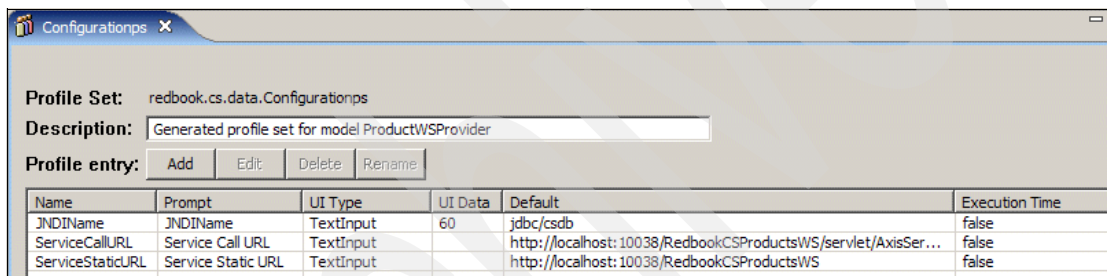 Configurationps
Profile Set: redbook.cs.data.Configurationps
Description: Generated profile set for model ProductWSProvider
Profile entry: Add Edit Delete Rename
Name Prompt UI Type UI Data Default Execution Time
JNDIName JNDIName TextInput 60 jdbc/csdb false
ServiceCallURL Service Call URL TextInput http://localhost:10038/RedbookCSProductsWS/servlet/AxisSer... false
ServiceStaticURL Service Static URL TextInput http://localhost:10038/RedbookCSProductsWS false